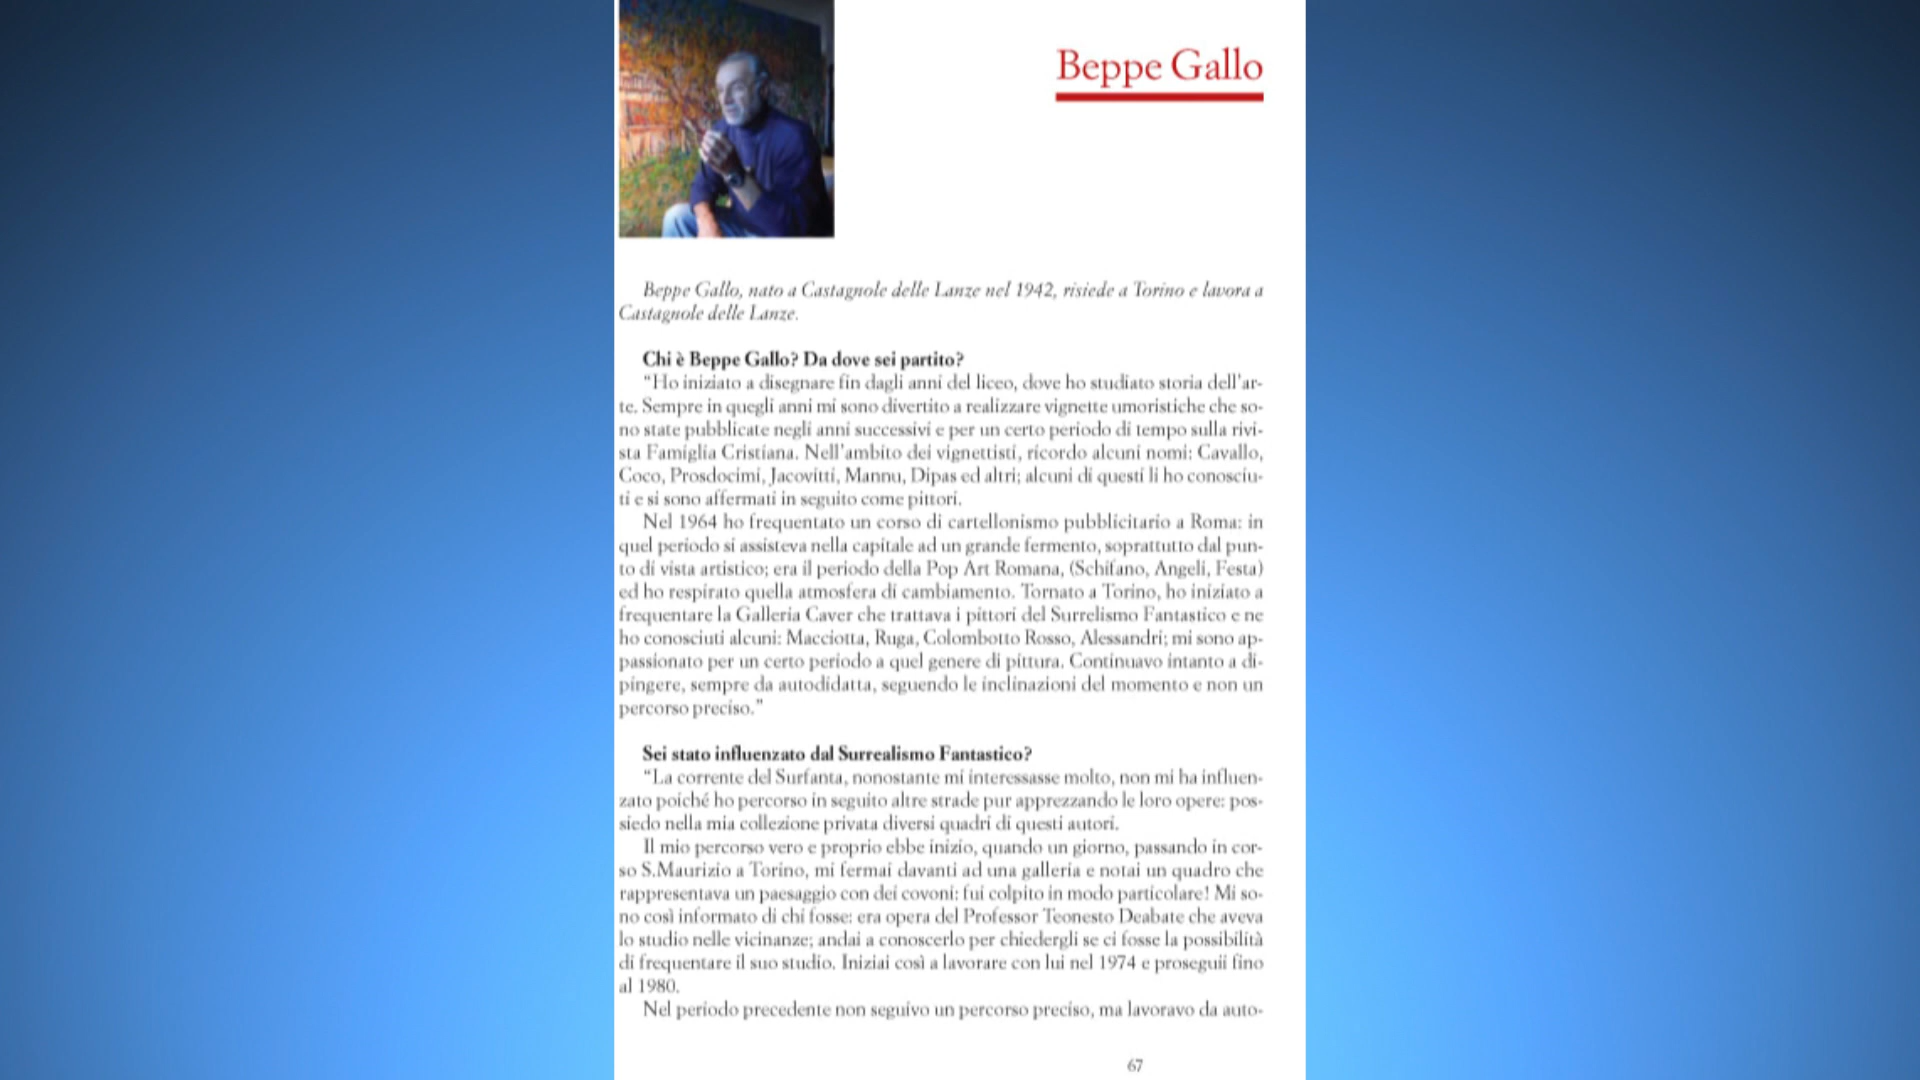 Beppe Gallo
Beppe Gallo, nato a Castagnole delle Lanze nel 1942, risiede a Torino e lavora a
Castagnole delle Lanze.
Chi è Beppe Gallo? Da dove sei partito?
“Ho iniziato a disegnare fin dagli anni del liceo, dove ho studiato storia dell’ar-
te. Sempre in quegli anni mi sono divertito a realizzare vignette umoristiche che so-
no state pubblicate negli anni successivi e per un certo periodo di tempo sulla rivi-
sta Famiglia Cristiana. Nell’ambito dei vignettisti, ricordo alcuni nomi: Cavallo,
Coco, Prosdocimi, Jacovitti, Mannu, Dipas ed altri; alcuni di questi li ho conosciu-
ti e si sono affermati in seguito come pittori.
Nel 1964 ho frequentato un corso di cartellonismo pubblicitario a Roma: in
quel periodo si assisteva nella capitale ad un grande fermento, soprattutto dal pun-
to di vista artistico; era il periodo della Pop Art Romana, (Schifano, Angeli, Festa)
ed ho respirato quella atmosfera di cambiamento. Tornato a Torino, ho iniziato a
frequentare la Galleria Caver che trattava i pittori del Surrelismo Fantastico e ne
ho conosciuti alcuni: Macciotta, Ruga, Colombotto Rosso, Alessandri; mi sono ap-
passionato per un certo periodo a quel genere di pittura. Continuavo intanto a di-
pingere, sempre da autodidatta, seguendo le inclinazioni del momento e non un
percorso preciso.”
Sei stato influenzato dal Surrealismo Fantastico?
“La corrente del Surfanta, nonostante mi interessasse molto, non mi ha influen-
zato poiché ho percorso in seguito altre strade pur apprezzando le loro opere: pos-
siedo nella mia collezione privata diversi quadri di questi autori.
Il mio percorso vero e proprio ebbe inizio, quando un giorno, passando in cor-
so S.Maurizio a Torino, mi fermai davanti ad una galleria e notai un quadro che
rappresentava un paesaggio con dei covoni: fui colpito in modo particolare! Mi so-
no così informato di chi fosse: era opera del Professor Teonesto Deabate che aveva
lo studio nelle vicinanze; andai a conoscerlo per chiedergli se ci fosse la possibilità
di frequentare il suo studio. Iniziai così a lavorare con lui nel 1974 e proseguii fino
al 1980.
Nel periodo precedente non seguivo un percorso preciso, ma lavoravo da auto-
67